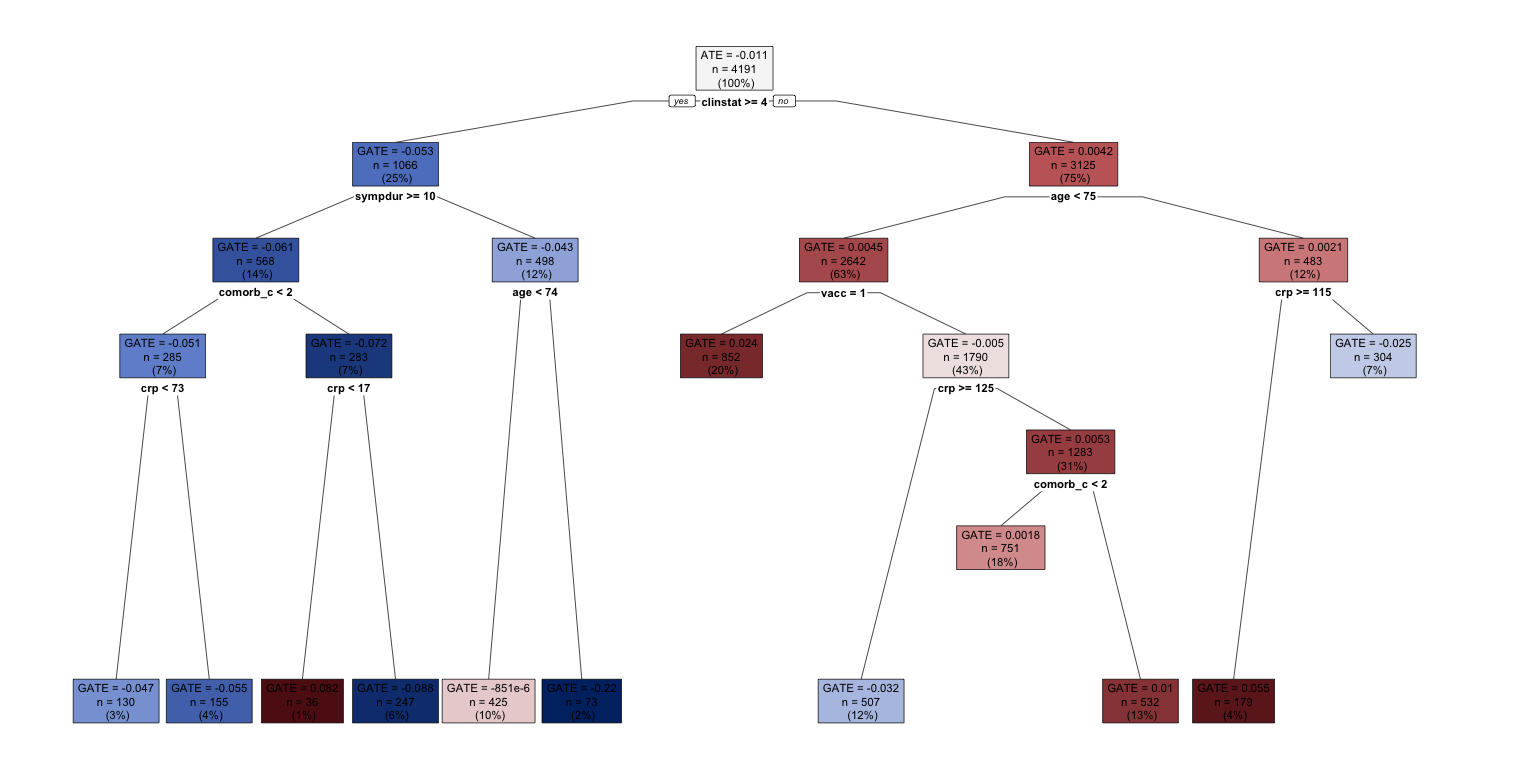 ATE = -0.011
n = 4191
(100%)
yes clinstat >= 4 no
GATE = -0.053
n = 1066
(25%)
sympdur >= 10
GATE = 0.0042
n = 3125
(75%)
age < 75
GATE = -0.061
n = 568
(14%)
comorb_c < 2
GATE = -0.043
n = 498
(12%)
age < 74
GATE = 0.0045
n = 2642
(63%)
vacc = 1
GATE = 0.0021
n = 483
(12%)
crp >= 115
GATE = -0.051
n = 285
(7%)
crp < 73
GATE = -0.072
n = 283
(7%)
crp < 17
GATE = 0.024
n = 852
(20%)
GATE = -0.005
n = 1790
(43%)
crp >= 125
GATE = -0.025
n = 304
(7%)
GATE = 0.0053
n = 1283
(31%)
comorb_c < 2
GATE = 0.0018
n = 751
(18%)
GATE = -0.047
n = 130
(3%)
GATE = -0.055
n = 155
(4%)
GATE = 0.082
n = 36
(1%)
GATE = -0.088
n = 247
(6%)
GATE = -851e-6
n = 425
(10%)
GATE = -0.22
n = 73
(2%)
GATE = -0.032
n = 507
(12%)
GATE = 0.01
n = 532
(13%)
GATE = 0.055
n = 179
(4%)